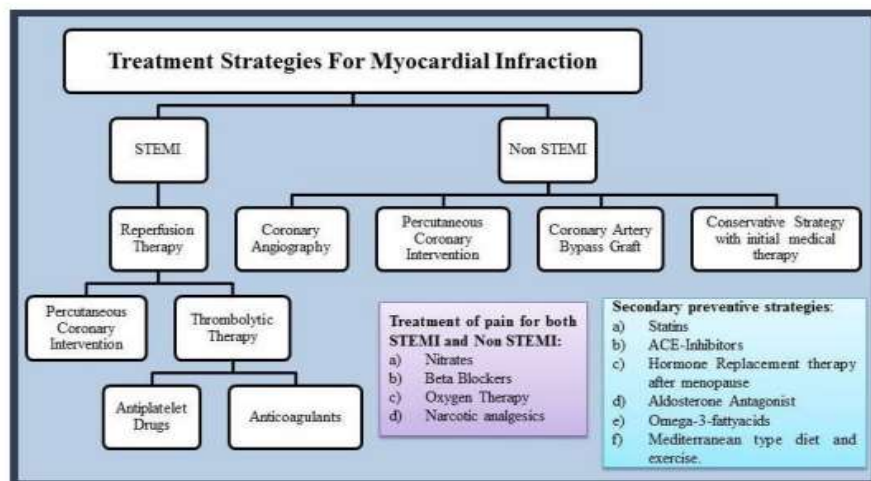 Treatment Strategies For Myocardial Infraction
STEMI
Non STEMI
Reperfusion
Therapy
Coronary
Angiography
Percutaneous
Coronary
Intervention
Coronary Artery
Bypass Graft
Conservative Strategy
with initial medical
therapy
Percutaneous
Coronary
Intervention
Thrombolytic
Therapy
Antiplatelet
Drugs
Anticoagulants
Treatment of pain for both
STEMI and Non STEMI:
a) Nitrates
b) Beta Blockers
c) Oxygen Therapy
d) Narcotic analgesics
Secondary preventive strategies:
a) Statins
b) ACE-Inhibitors
c) Hormone Replacement therapy
after menopause
d) Aldosterone Antagonist
e) Omega-3-fattyacids
f) Mediterranean type diet and
exercise.